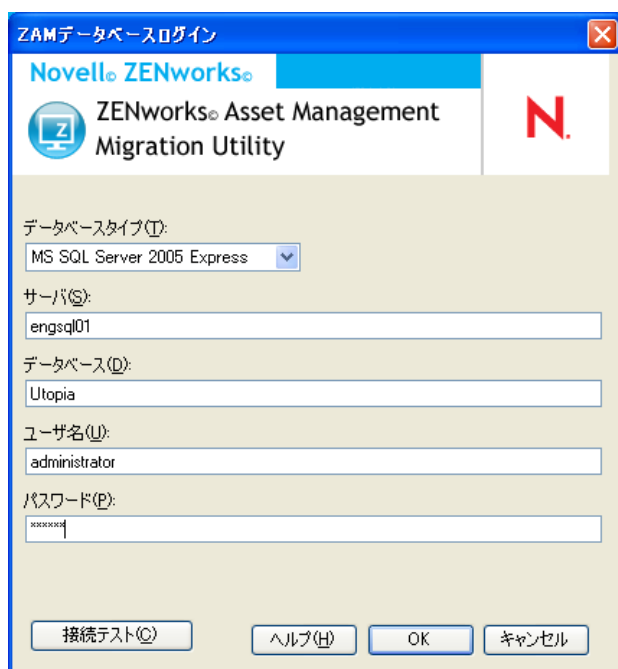 ZAMデータベースログイン
Novell© ZENworks©
ZENworks© Asset Management
Migration Utility
Z
N.
データベースタイプ(T):
MS SQL Server 2005 Express
サーバ(S):
engsql01
データベース(D):
Utopia
ユーザ名(U):
administrator
パスワード(P):
******
接続テスト(C)
ヘルプ(H)
OK
キャンセル